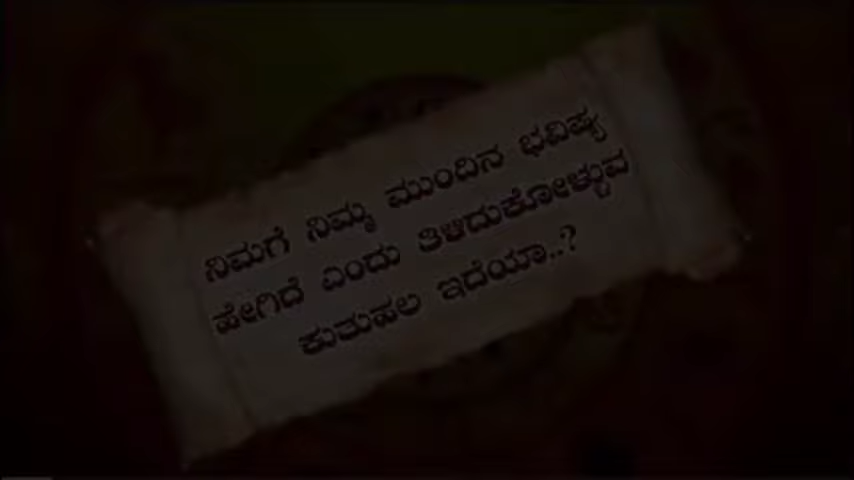 ನಿಮಗೆ ನಿಮ್ಮ ಮುಂದಿನ ಭವಿಷ್ಯ
ಹೇಗಿದೆ ಎಂದು ತಿಳಿದುಕೋಳ್ಳುವ
ಕುತುಹಲ ಇದೆಯಾ..?